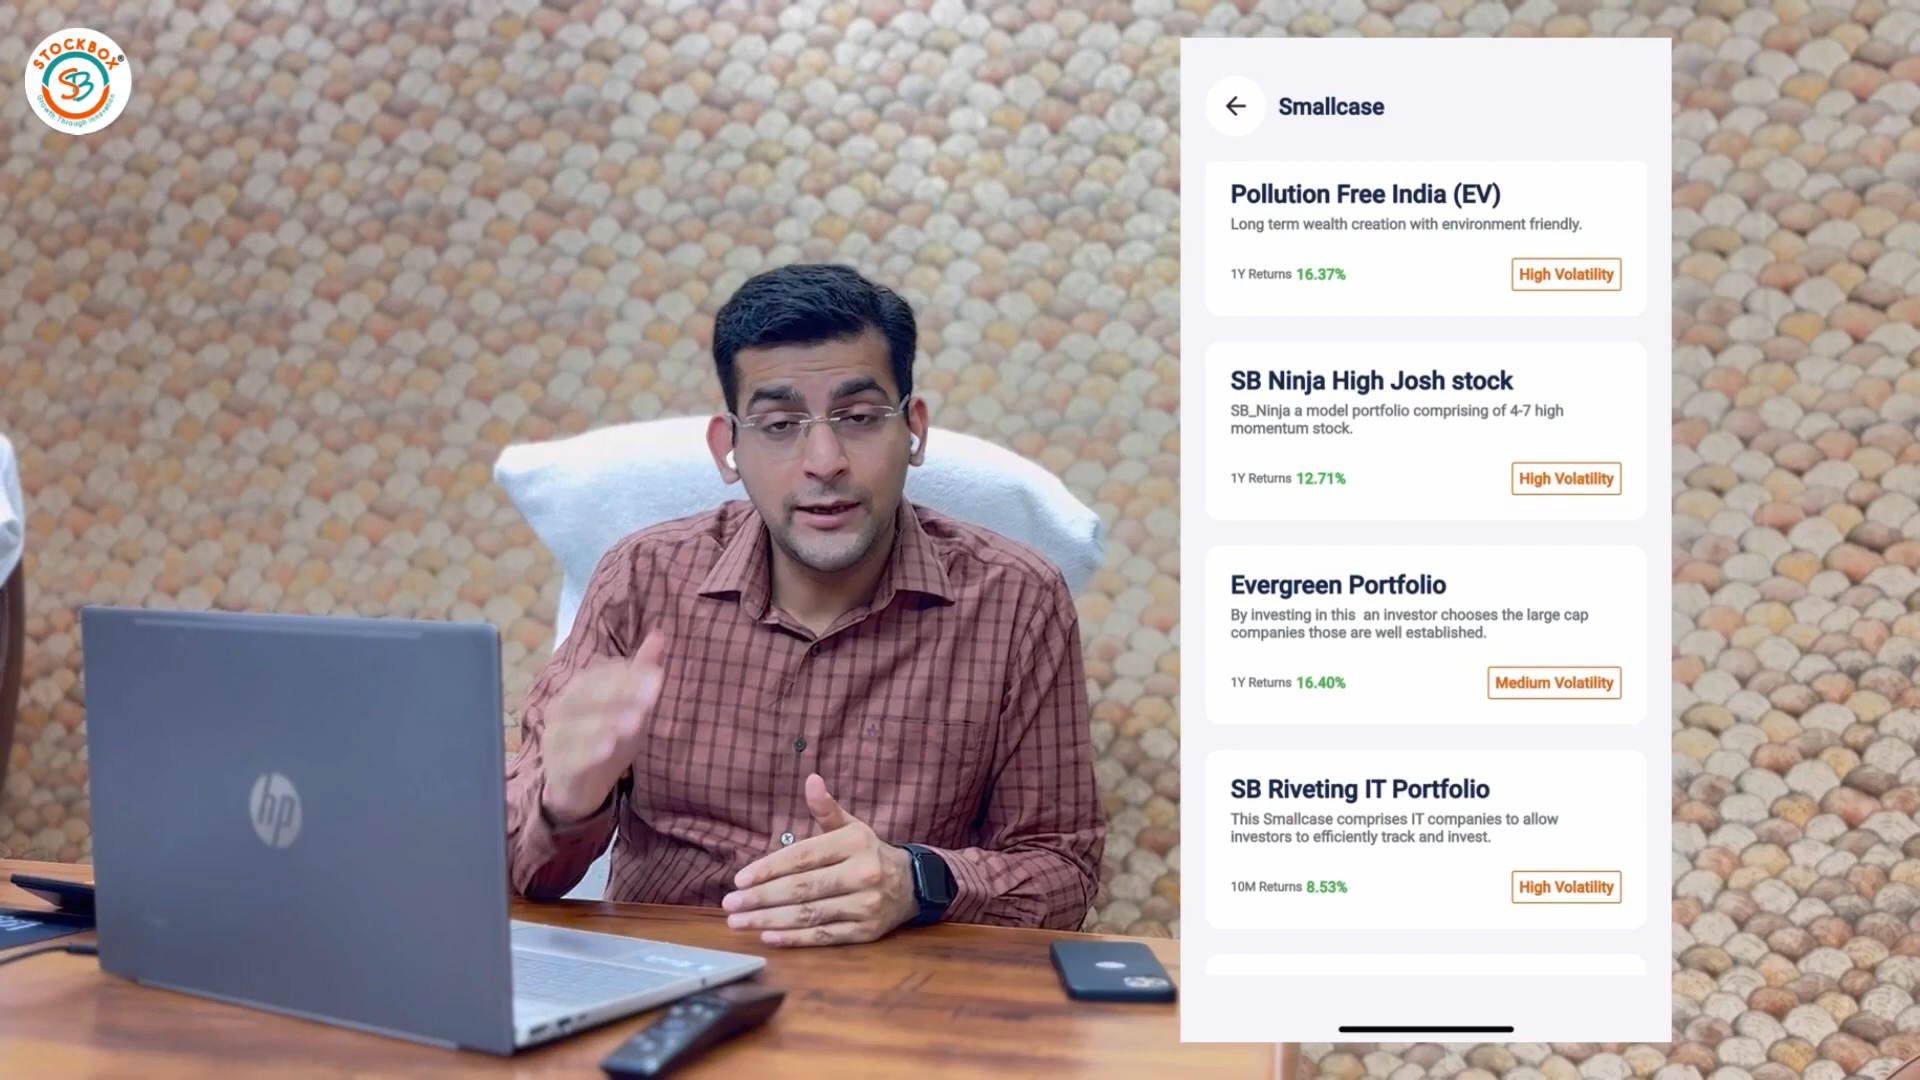 STOCKBOX®
SB
Growth Through Innovation
Smallcase
Pollution Free India (EV)
Long term wealth creation with environment friendly.
1Y Returns 16.37%
High Volatility
SB Ninja High Josh stock
SB_Ninja a model portfolio comprising of 4-7 high
momentum stock.
1Y Returns 12.71%
High Volatility
Evergreen Portfolio
By investing in this an investor chooses the large cap
companies those are well established.
1Y Returns 16.40%
Medium Volatility
SB Riveting IT Portfolio
This Smallcase comprises IT companies to allow
investors to efficiently track and invest.
10M Returns 8.53%
High Volatility
hp